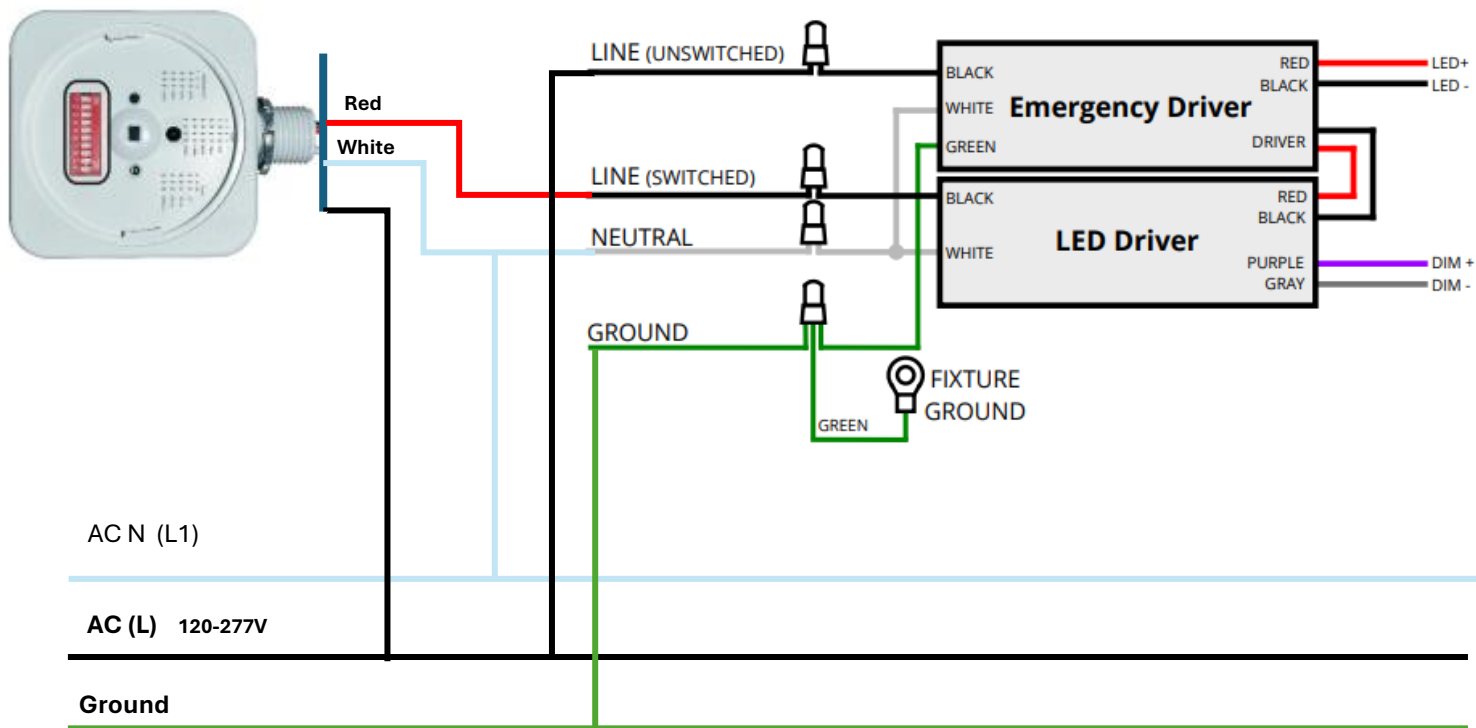 LINE (UNSWITCHED)
BLACK
WHITE
GREEN
Emergency Driver
RED
BLACK
DRIVER
LED+
LED -
Red
White
LINE (SWITCHED)
NEUTRAL
BLACK
WHITE
LED Driver
RED
BLACK
PURPLE
GRAY
DIM +
DIM -
GROUND
FIXTURE
GROUND
GREEN
AC N (L1)
AC (L) 120-277V
Ground